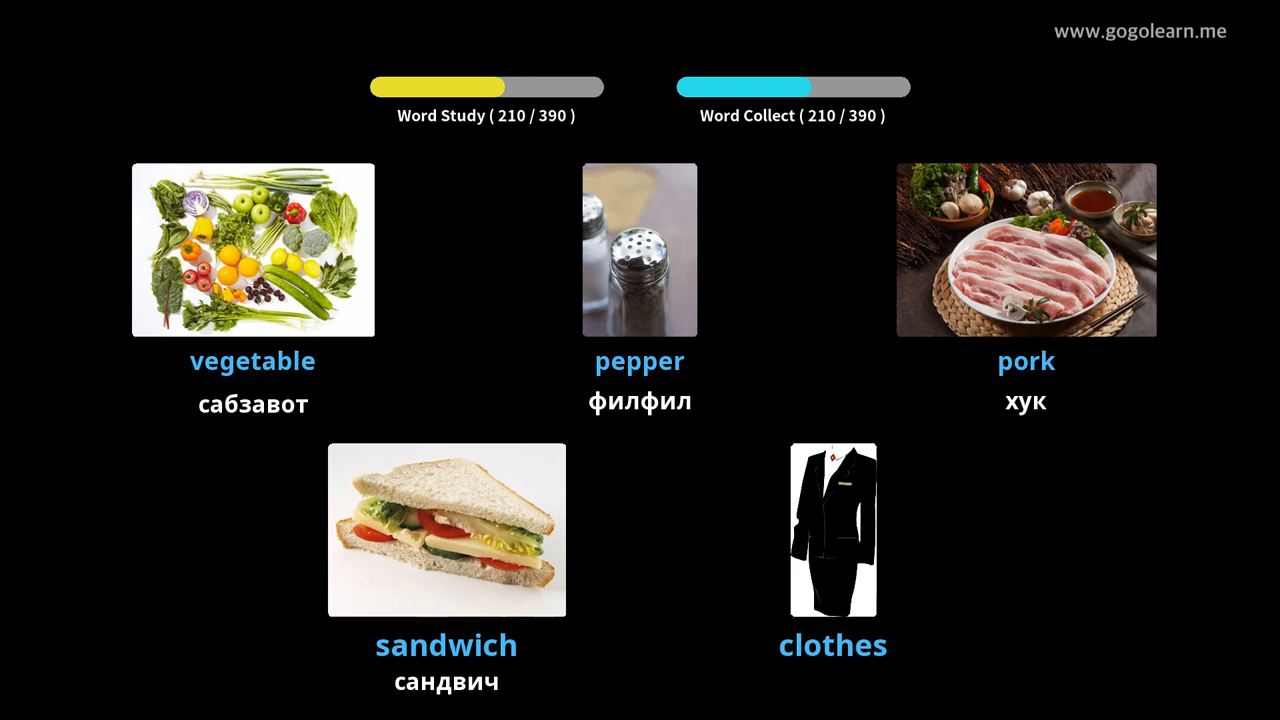 www.gogolearn.me
Word Study ( 210 / 390 )
Word Collect ( 210 / 390 )
vegetable
pepper
pork
сабзавот
филфил
хук
sandwich
clothes
сандвич